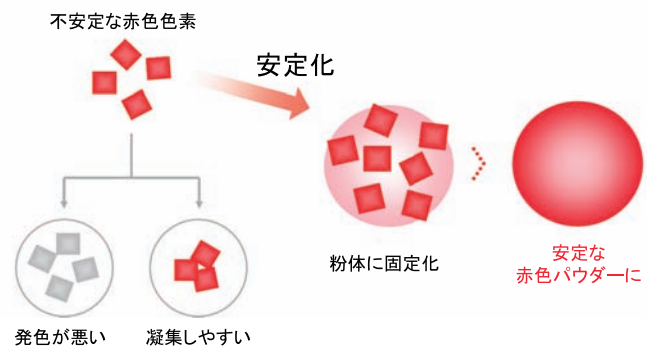 不安定な赤色色素
安定化
粉体に固定化
安定な
赤色パウダーに
発色が悪い
凝集しやすい